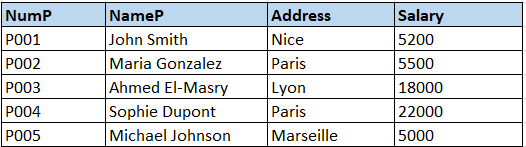 NumP NameP Address Salary
P001 John Smith Nice 5200
P002 Maria Gonzalez Paris 5500
P003 Ahmed El-Masry Lyon 18000
P004 Sophie Dupont Paris 22000
P005 Michael Johnson Marseille 5000